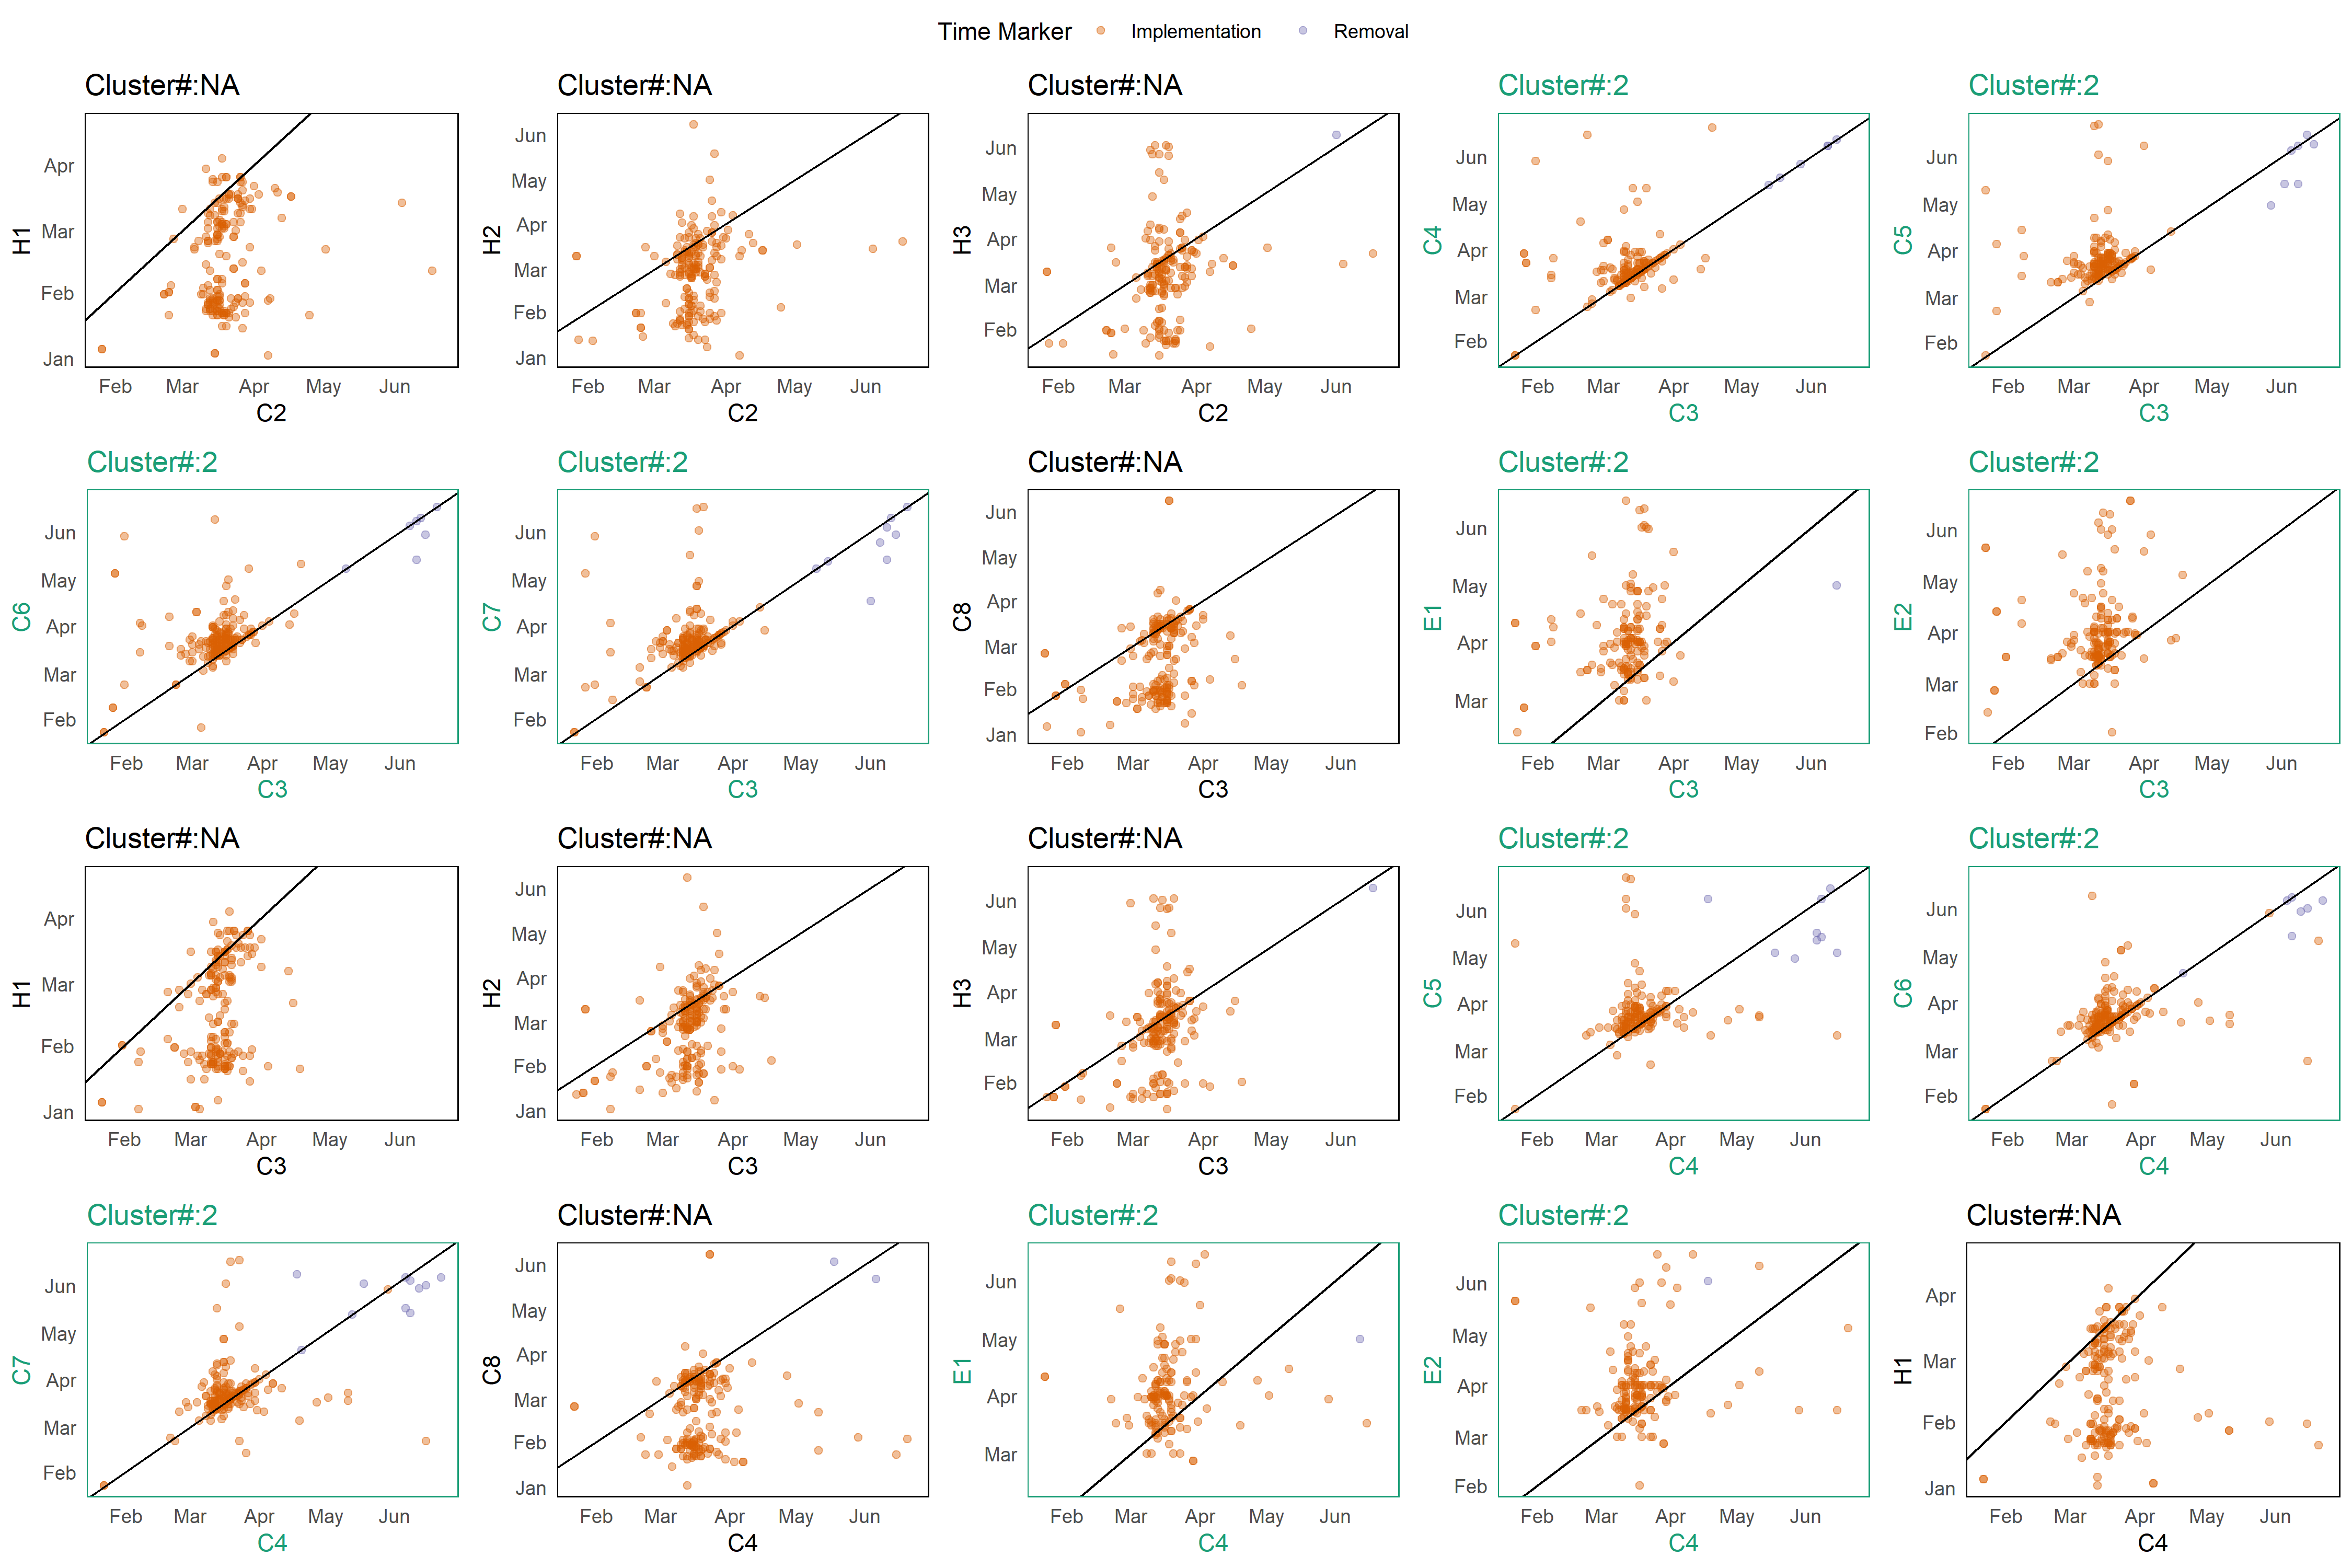 Time Marker Implementation Removal
Cluster#:NA Cluster#:NA Cluster#:NA Cluster#:2 Cluster#:2
H1 Apr Mar Feb Jan
Feb Mar Apr May Jun
C2
H2 Jun May Apr Mar Feb Jan
Feb Mar Apr May Jun
C2
H3 Jun May Apr Mar Feb
Feb Mar Apr May Jun
C2
C4 Jun May Apr Mar Feb
Feb Mar Apr May Jun
C3
C5 Jun May Apr Mar Feb
Feb Mar Apr May Jun
C3
Cluster#:2 Cluster#:2 Cluster#:NA Cluster#:2 Cluster#:2
C6 Jun May Apr Mar Feb
Feb Mar Apr May Jun
C3
C7 Jun May Apr Mar Feb
Feb Mar Apr May Jun
C3
C8 Jun May Apr Mar Feb Jan
Feb Mar Apr May Jun
C3
E1 Jun May Apr Mar
Feb Mar Apr May Jun
C3
E2 Jun May Apr Mar Feb
Feb Mar Apr May Jun
C3
Cluster#:NA Cluster#:NA Cluster#:NA Cluster#:2 Cluster#:2
H1 Apr Mar Feb Jan
Feb Mar Apr May Jun
C3
H2 Jun May Apr Mar Feb Jan
Feb Mar Apr May Jun
C3
H3 Jun May Apr Mar Feb
Feb Mar Apr May Jun
C3
C5 Jun May Apr Mar Feb
Feb Mar Apr May Jun
C4
C6 Jun May Apr Mar Feb
Feb Mar Apr May Jun
C4
Cluster#:2 Cluster#:NA Cluster#:2 Cluster#:2 Cluster#:NA
C7 Jun May Apr Mar Feb
Feb Mar Apr May Jun
C4
C8 Jun May Apr Mar Feb Jan
Feb Mar Apr May Jun
C4
E1 Jun May Apr Mar
Feb Mar Apr May Jun
C4
E2 Jun May Apr Mar Feb
Feb Mar Apr May Jun
C4
H1 Apr Mar Feb Jan
Feb Mar Apr May Jun
C4